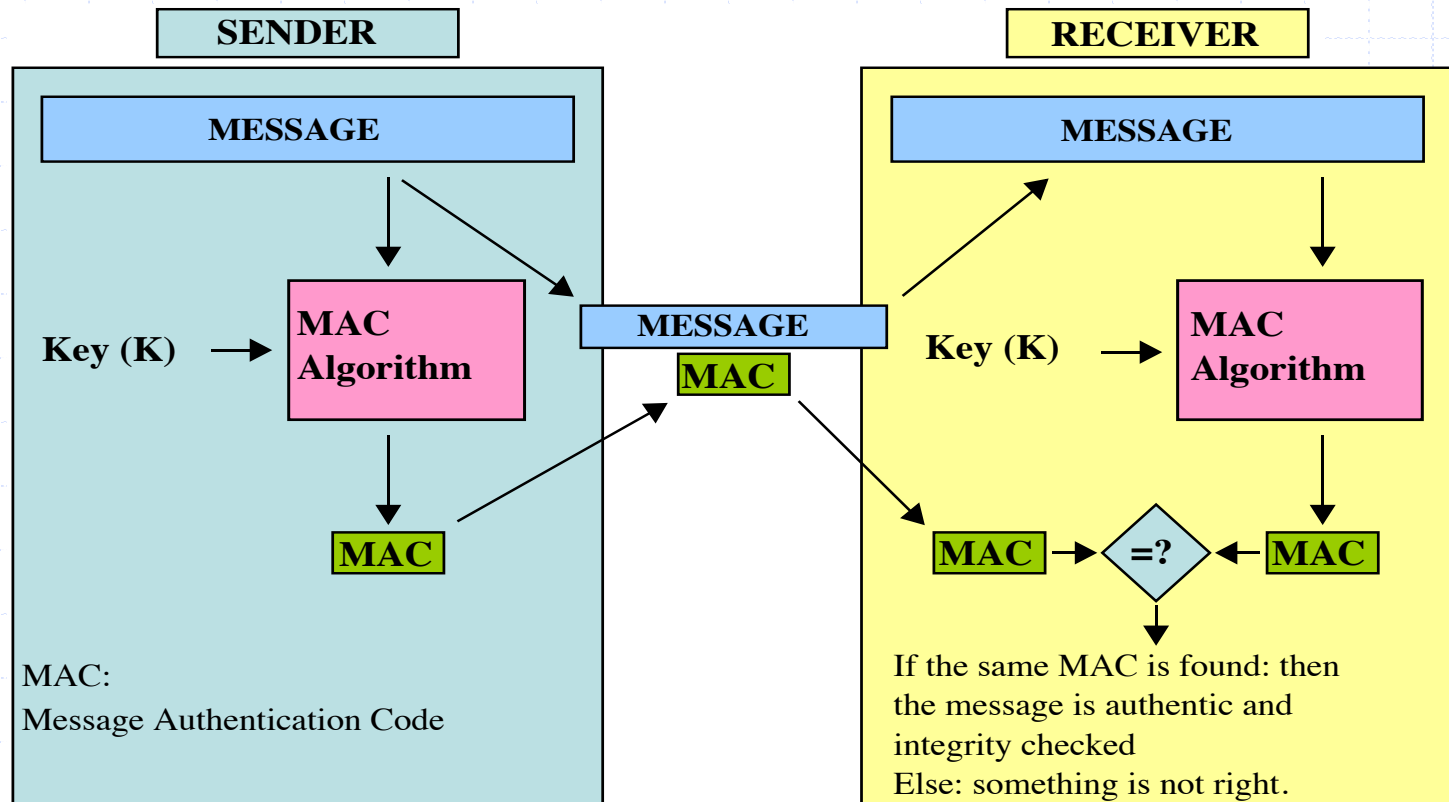 SENDER
MESSAGE
Key (K)
MAC
Algorithm
MAC
MAC:
Message Authentication Code
MESSAGE
MAC
RECEIVER
MESSAGE
Key (K)
MAC
Algorithm
MAC
=?
MAC
If the same MAC is found: then
the message is authentic and
integrity checked
Else: something is not right.